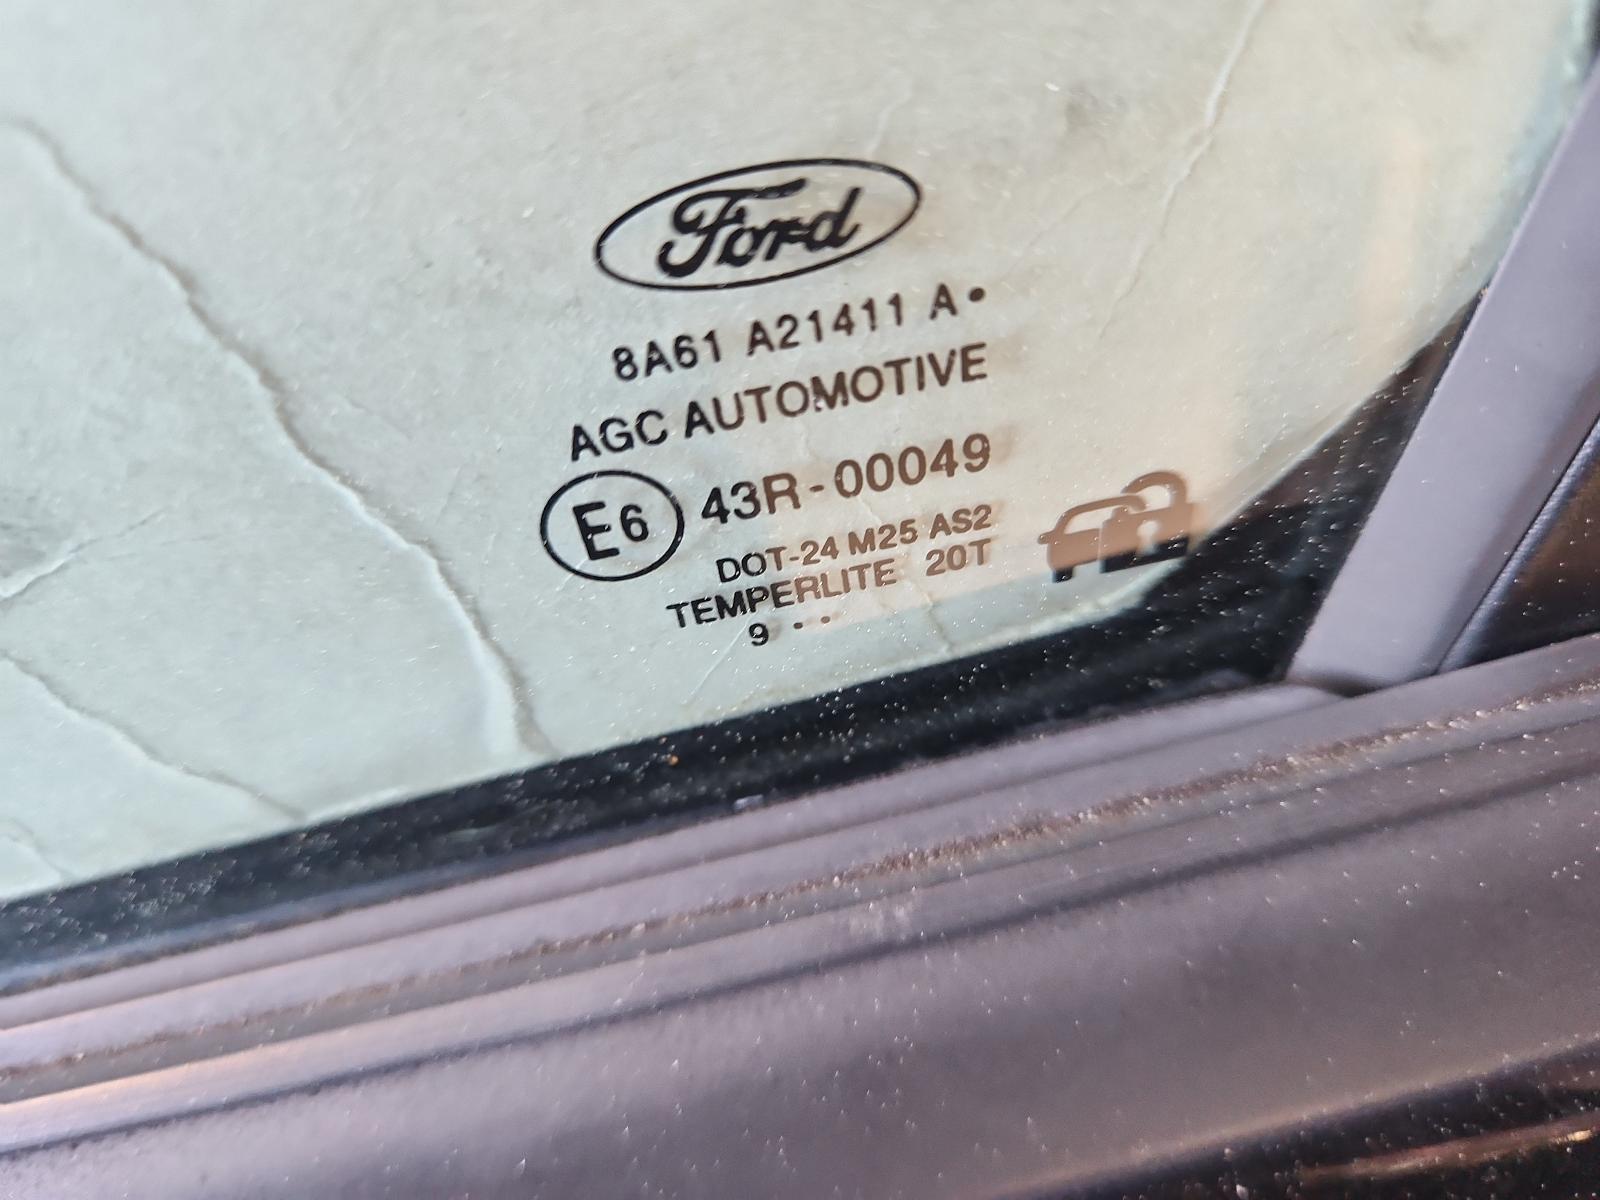 Ford
8A61 A21411 A•
AGC AUTOMOTIVE
E6 43R-00049
DOT-24 M25 AS2
TEMPERLITE 20T
9 • •